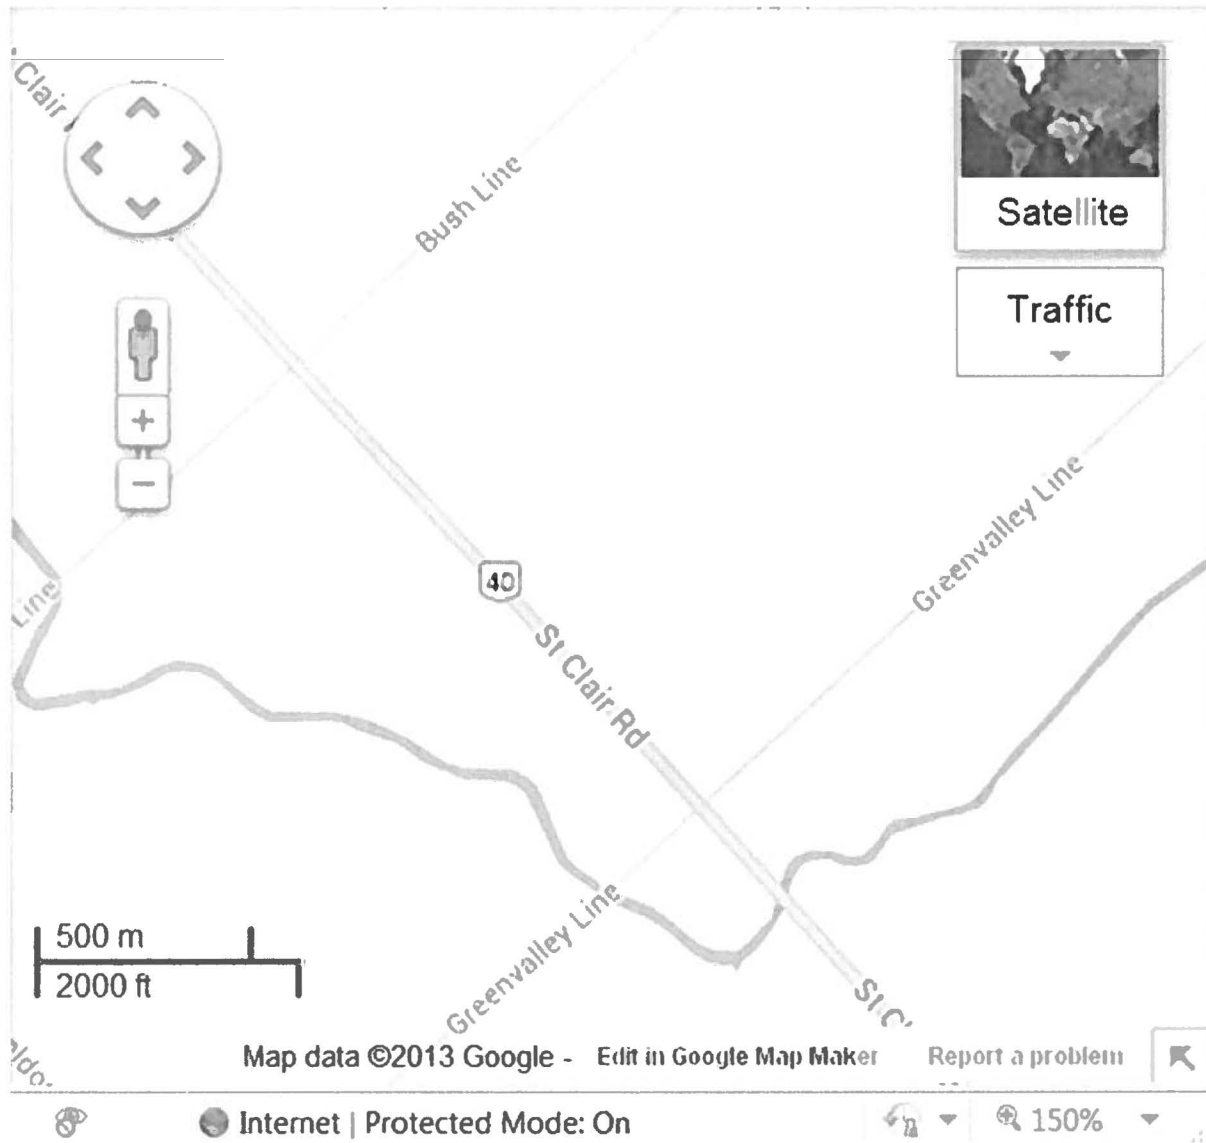 Clair
Bush Line
Satellite
Traffic
Greenvalley Line
40
Line
St Clair Rd
Greenvalley Line
500 m
2000 ft
St C
Map data ©2013 Google - Edit in Google Map Maker Report a problem
Internet | Protected Mode: On
150%